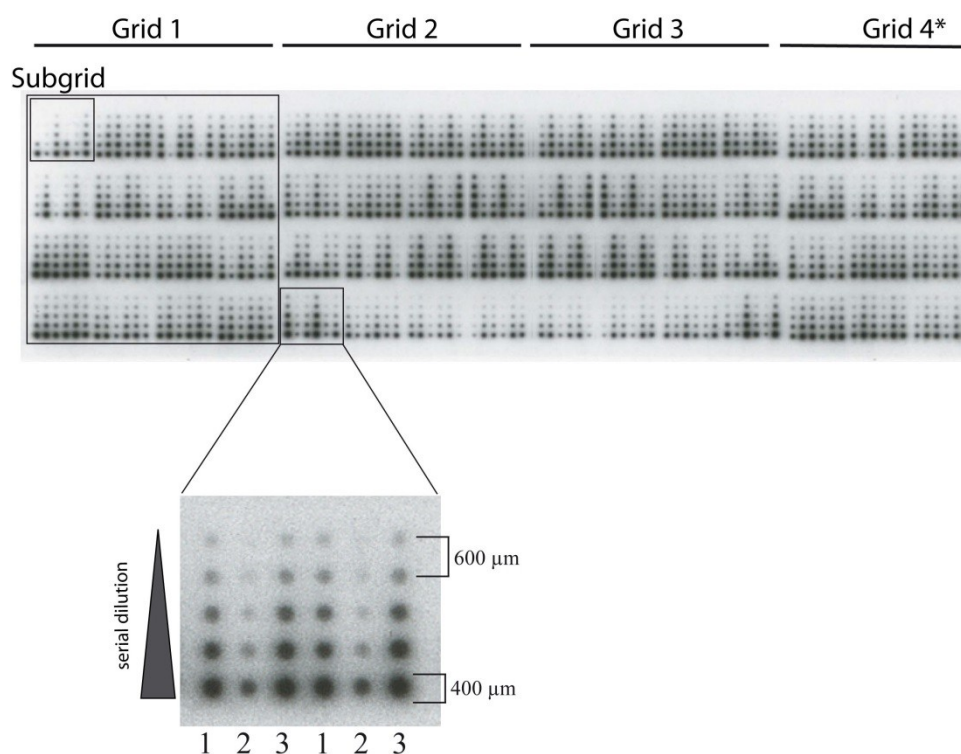 Grid 1 Grid 2 Grid 3 Grid 4*
Subgrid
600 μm
serial dilution
400 μm
1 2 3 1 2 3